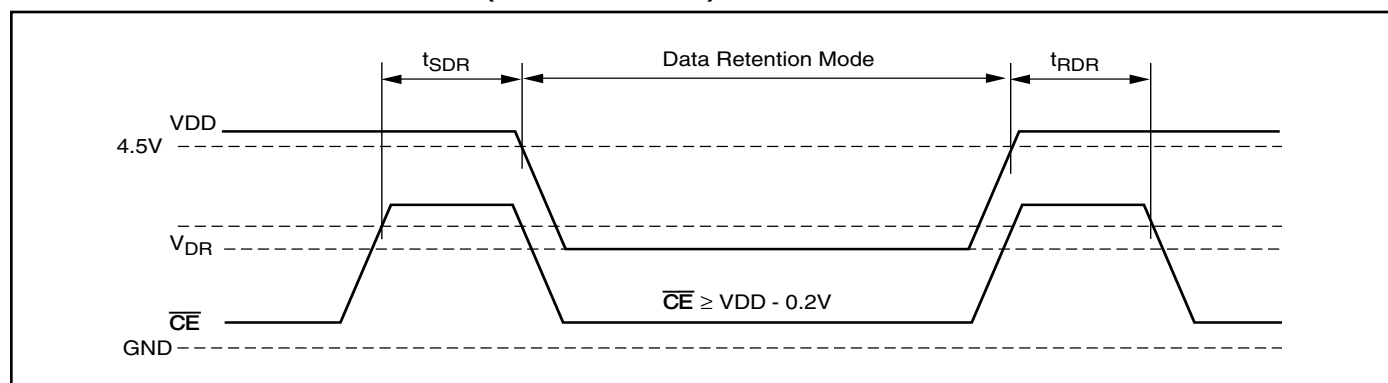 tSDR
Data Retention Mode
tRDR
VDD
4.5V
VDR
CE ≥ VDD - 0.2V
CE
GND